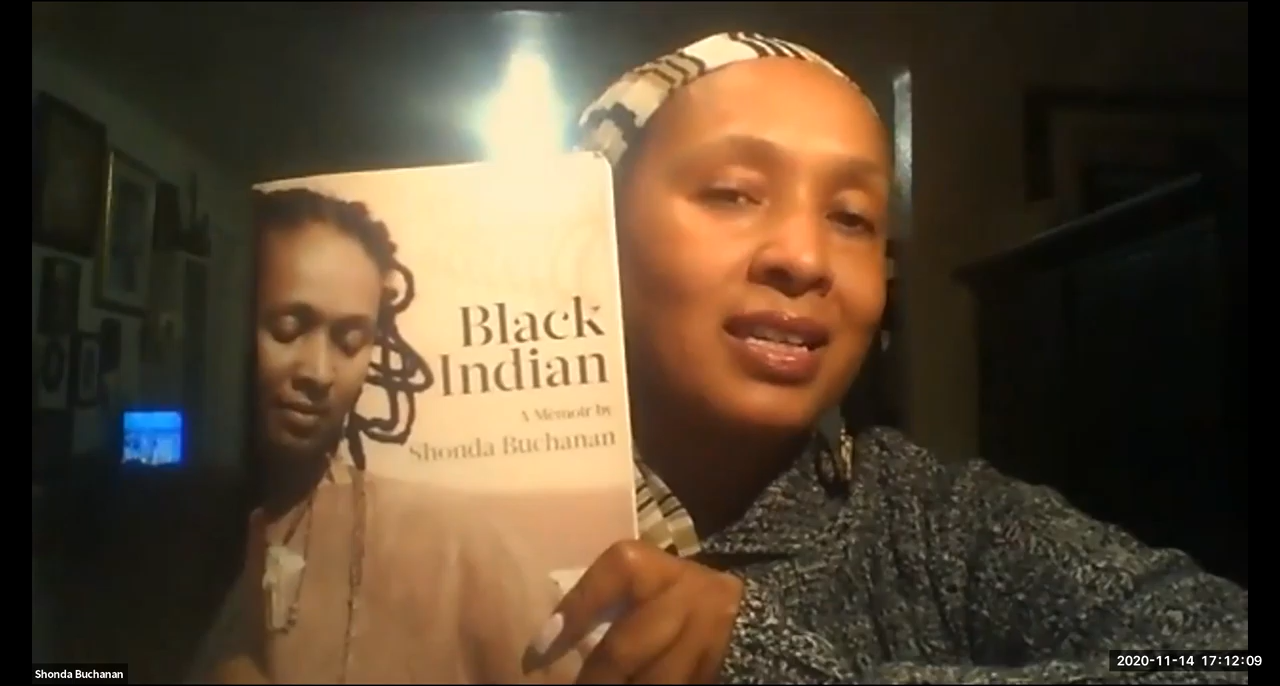 Black
Indian
A Memoir by
Shonda Buchanan
Shonda Buchanan
2020-11-14 17:12:09